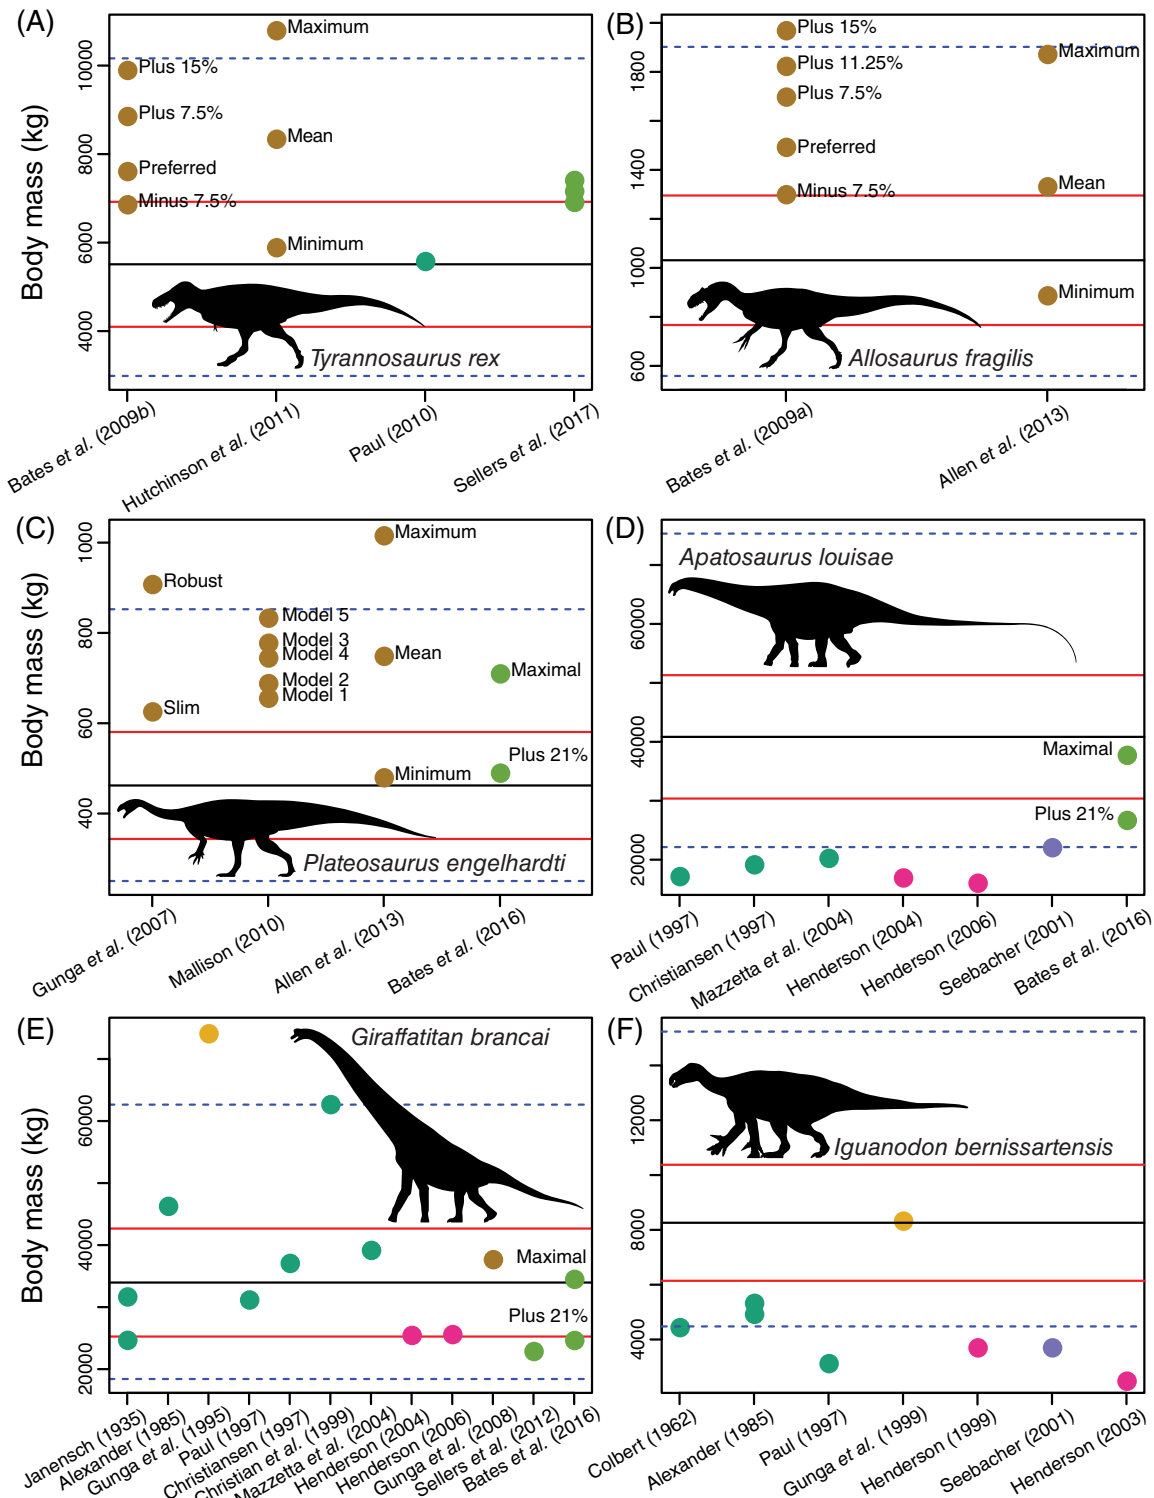 (A)
Body mass (kg)
10000
8000
6000
4000
Maximum
Plus 15%
Plus 7.5%
Mean
Preferred
Minus 7.5%
Minimum
Tyrannosaurus rex
Bates et al. (2009b)
Hutchinson et al. (2011)
Paul (2010)
Sellers et al. (2017)
(B)
1800
1400
1000
600
Plus 15%
Maximum
Plus 11.25%
Plus 7.5%
Preferred
Mean
Minus 7.5%
Minimum
Allosaurus fragilis
Bates et al. (2009a)
Allen et al. (2013)
(C)
Body mass (kg)
1000
800
600
400
Maximum
Robust
Model 5
Model 3
Model 4
Mean
Maximal
Model 2
Model 1
Slim
Plus 21%
Minimum
Plateosaurus engelhardti
Gunga et al. (2007)
Mallison (2010)
Allen et al. (2013)
Bates et al. (2016)
(D)
60000
40000
20000
Apatosaurus louisae
Maximal
Plus 21%
Paul (1997)
Christiansen (1997)
Mazzetta et al. (2004)
Henderson (2004)
Henderson (2006)
Seebacher (2001)
Bates et al. (2016)
(E)
Body mass (kg)
60000
40000
20000
Giraffatitan brancai
Maximal
Plus 21%
Janensch (1935)
Alexander (1985)
Gunga et al. (1995)
Paul (1997)
Christiansen (1997)
Christian et al. (1999)
Mazzetta et al. (2004)
Henderson (2004)
Henderson (2006)
Gunga et al. (2008)
Sellers et al. (2012)
Bates et al. (2016)
(F)
12000
8000
4000
Iguanodon bernissartensis
Colbert (1962)
Alexander (1985)
Paul (1997)
Gunga et al. (1999)
Henderson (1999)
Seebacher (2001)
Henderson (2003)